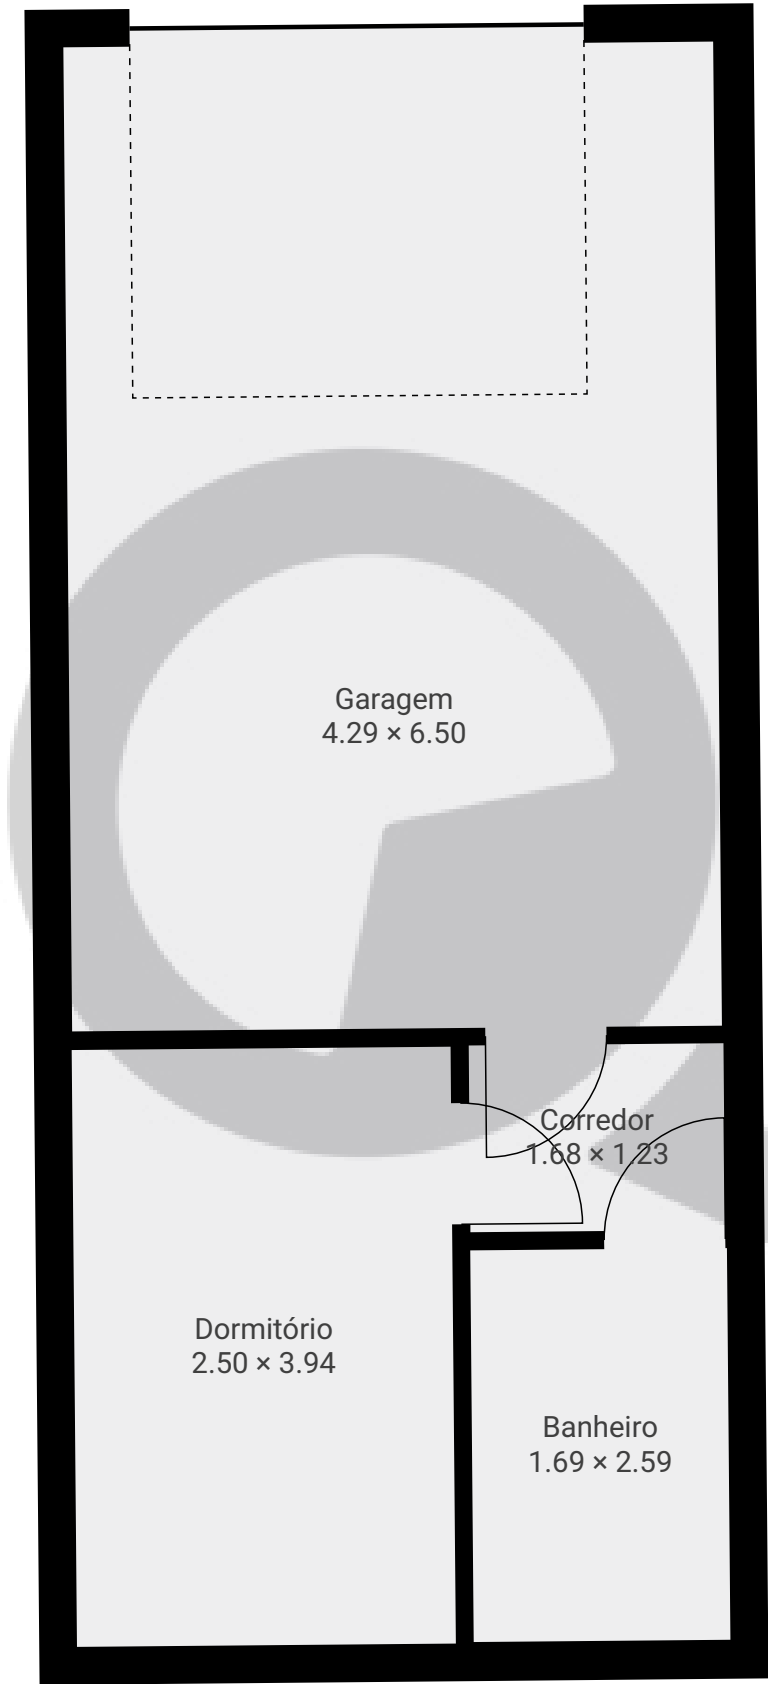 Garagem
4.29 × 6.50
Corredor
1.68 × 1.23
Dormitório
2.50 × 3.94
Banheiro
1.69 × 2.59